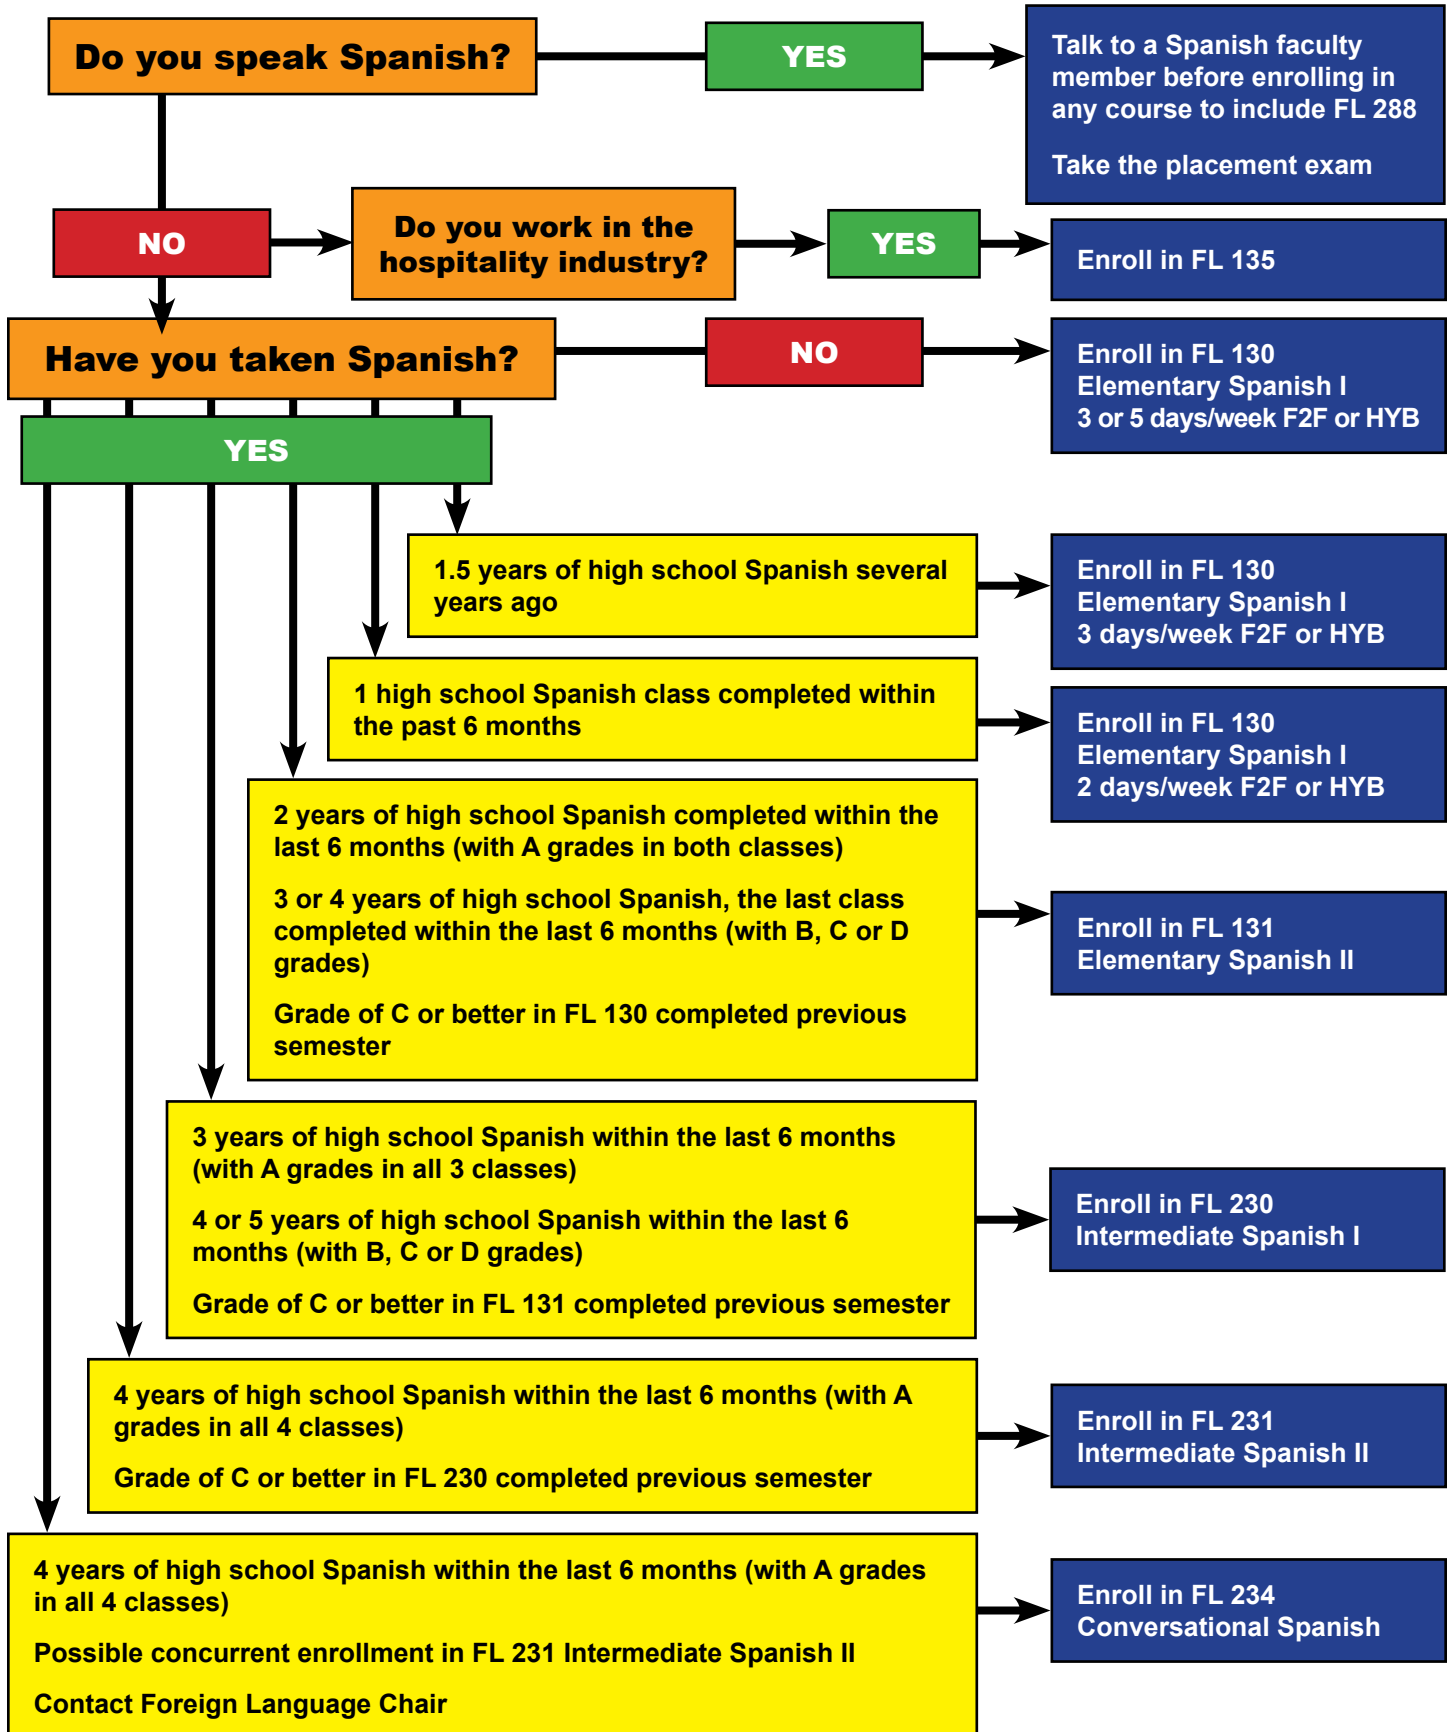 Do you speak Spanish?
YES
Talk to a Spanish faculty
member before enrolling in
any course to include FL 288
Take the placement exam
NO
Do you work in the
hospitality industry?
YES
Enroll in FL 135
Have you taken Spanish?
NO
Enroll in FL 130
Elementary Spanish I
3 or 5 days/week F2F or HYB
YES
1.5 years of high school Spanish several
years ago
Enroll in FL 130
Elementary Spanish I
3 days/week F2F or HYB
1 high school Spanish class completed within
the past 6 months
Enroll in FL 130
Elementary Spanish I
2 days/week F2F or HYB
2 years of high school Spanish completed within the
last 6 months (with A grades in both classes)
3 or 4 years of high school Spanish, the last class
completed within the last 6 months (with B, C or D
grades)
Grade of C or better in FL 130 completed previous
semester
Enroll in FL 131
Elementary Spanish II
3 years of high school Spanish within the last 6 months
(with A grades in all 3 classes)
4 or 5 years of high school Spanish within the last 6
months (with B, C or D grades)
Grade of C or better in FL 131 completed previous semester
Enroll in FL 230
Intermediate Spanish I
4 years of high school Spanish within the last 6 months (with A
grades in all 4 classes)
Grade of C or better in FL 230 completed previous semester
Enroll in FL 231
Intermediate Spanish II
4 years of high school Spanish within the last 6 months (with A grades
in all 4 classes)
Possible concurrent enrollment in FL 231 Intermediate Spanish II
Contact Foreign Language Chair
Enroll in FL 234
Conversational Spanish